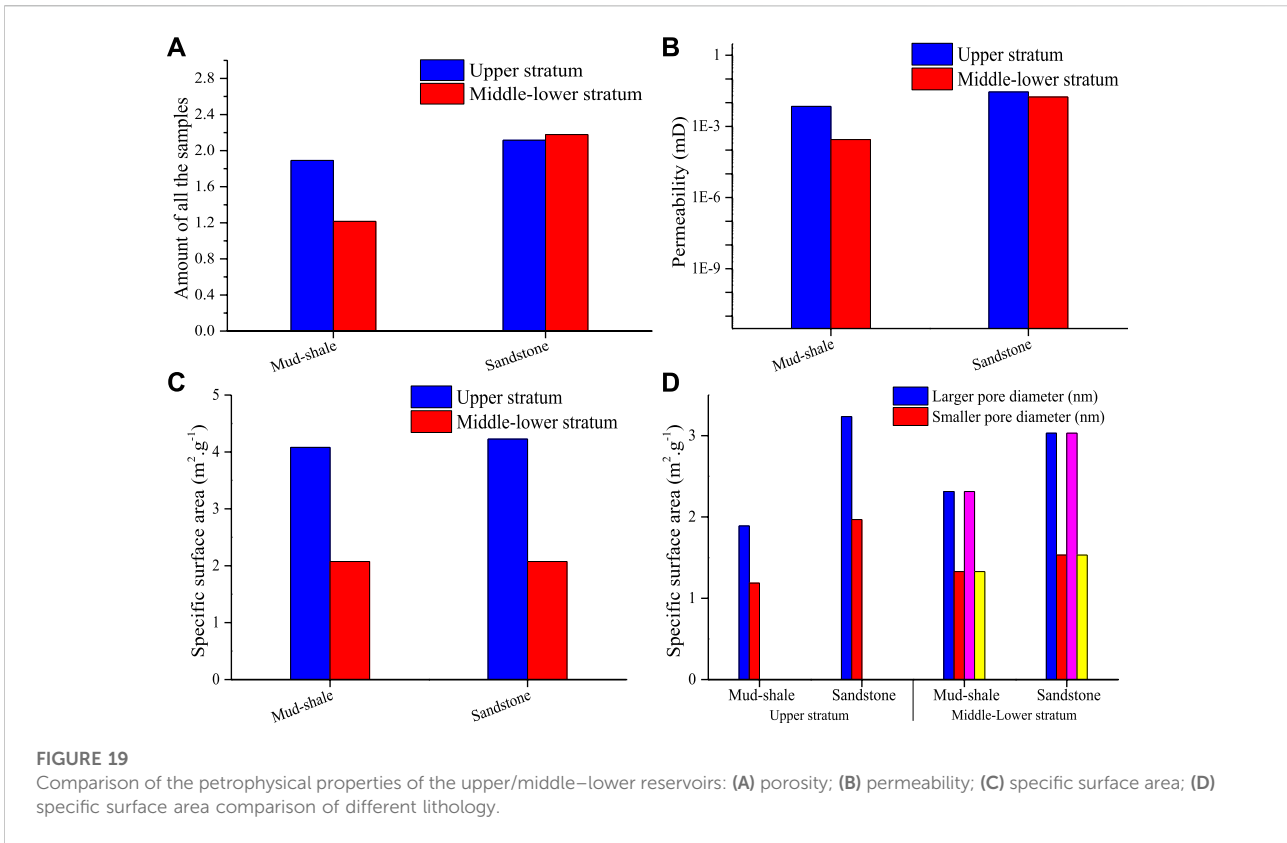 A
Upper stratum
Middle-lower stratum
Amount of all the samples
2.8
2.4
2.0
1.6
1.2
0.8
0.4
0.0
Mud-shale
Sandstone
B
Upper stratum
Middle-lower stratum
Permeability (mD)
1
1E-3
1E-6
1E-9
Mud-shale
Sandstone
C
Upper stratum
Middle-lower stratum
Specific surface area (m².g⁻¹)
5
4
3
2
1
0
Mud-shale
Sandstone
D
Larger pore diameter (nm)
Smaller pore diameter (nm)
Specific surface area (m².g⁻¹)
3
2
1
0
Mud-shale Sandstone Mud-shale Sandstone
Upper stratum Middle-Lower stratum
FIGURE 19
Comparison of the petrophysical properties of the upper/middle–lower reservoirs: (A) porosity; (B) permeability; (C) specific surface area; (D)
specific surface area comparison of different lithology.